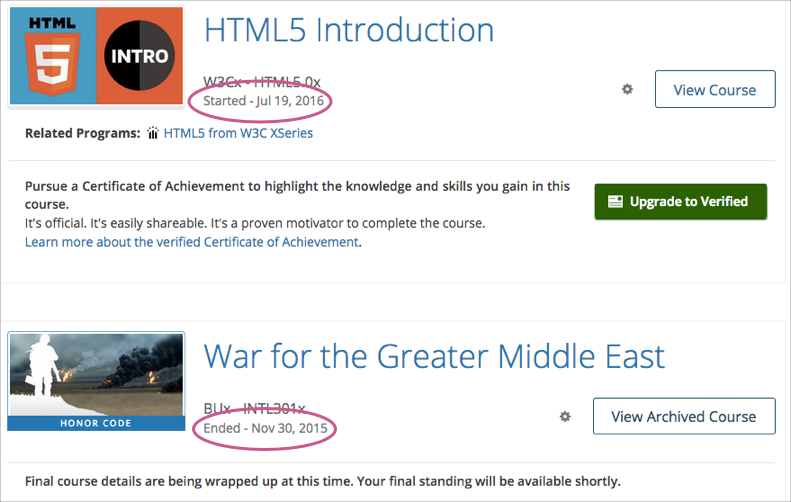 HTML
5
INTRO
HTML5 Introduction
W3Cx - HTML5.0x
Started - Jul 19, 2016
View Course
Related Programs: HTML5 from W3C XSeries
Pursue a Certificate of Achievement to highlight the knowledge and skills you gain in this
course.
It's official. It's easily shareable. It's a proven motivator to complete the course.
Learn more about the verified Certificate of Achievement.
Upgrade to Verified
HONOR CODE
War for the Greater Middle East
BUx - INTL301x
Ended - Nov 30, 2015
View Archived Course
Final course details are being wrapped up at this time. Your final standing will be available shortly.